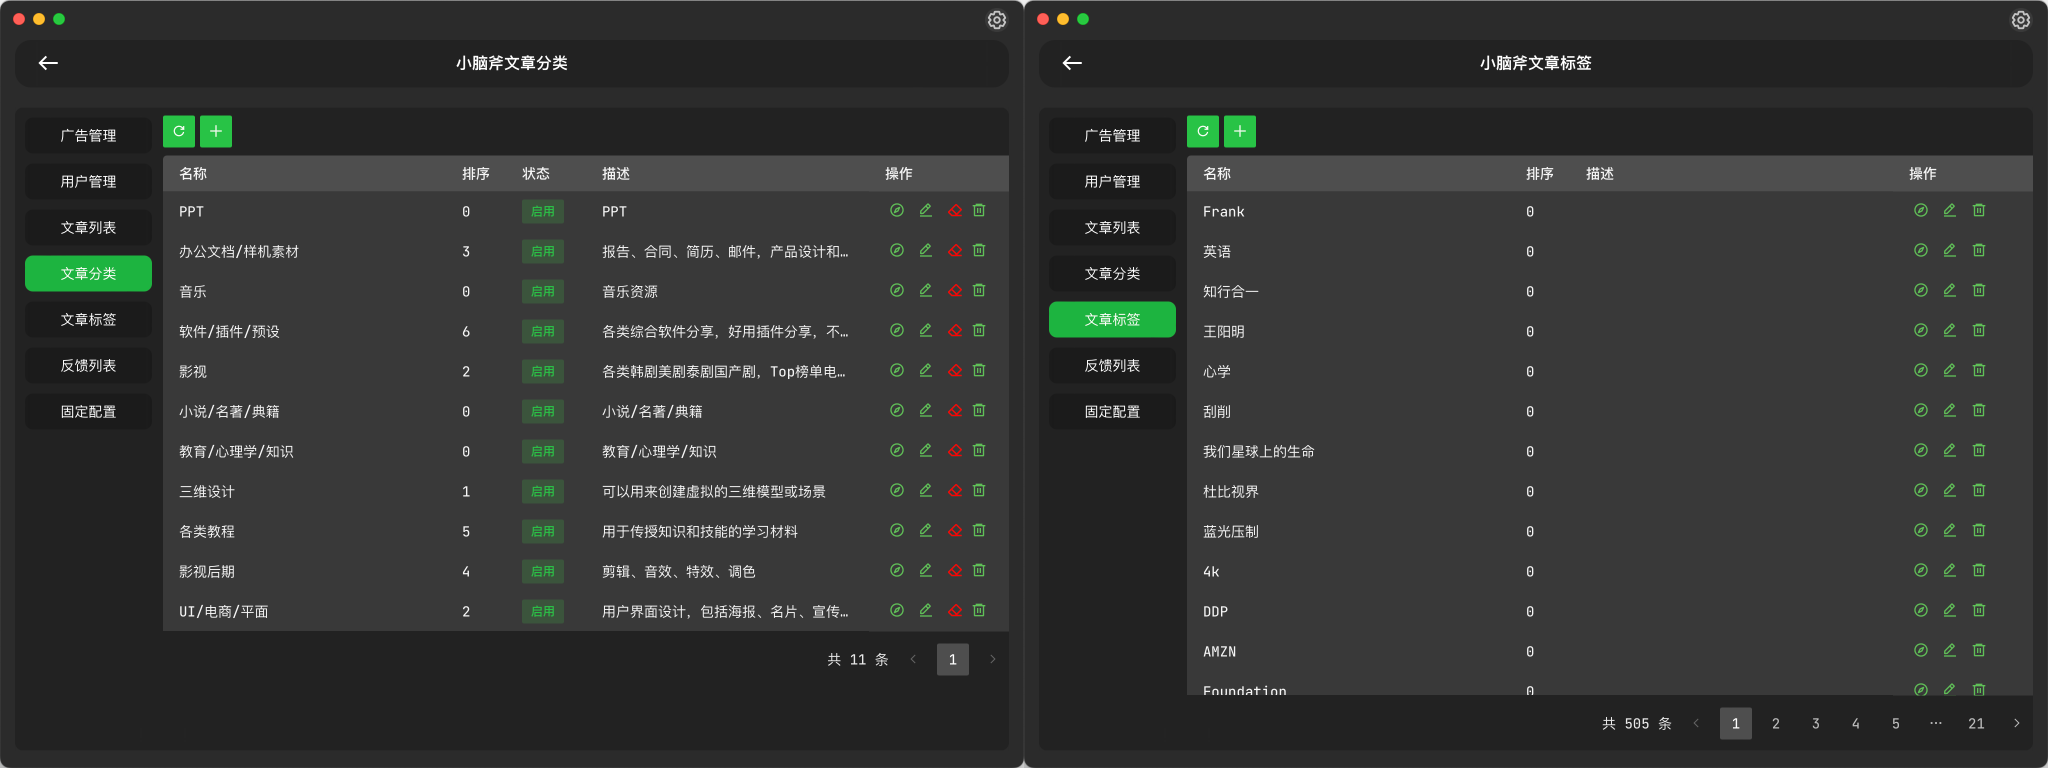 小脑斧文章分类
广告管理
用户管理
文章列表
文章分类
文章标签
反馈列表
固定配置
名称 排序 状态 描述 操作
PPT 0 启用 PPT
办公文档/样机素材 3 启用 报告、合同、简历、邮件，产品设计和…
音乐 0 启用 音乐资源
软件/插件/预设 6 启用 各类综合软件分享，好用插件分享，不…
影视 2 启用 各类韩剧美剧泰剧国产剧，Top榜单电…
小说/名著/典籍 0 启用 小说/名著/典籍
教育/心理学/知识 0 启用 教育/心理学/知识
三维设计 1 启用 可以用来创建虚拟的三维模型或场景
各类教程 5 启用 用于传授知识和技能的学习材料
影视后期 4 启用 剪辑、音效、特效、调色
UI/电商/平面 2 启用 用户界面设计，包括海报、名片、宣传…
共 11 条 1
小脑斧文章标签
广告管理
用户管理
文章列表
文章分类
文章标签
反馈列表
固定配置
名称 排序 描述 操作
Frank 0
英语 0
知行合一 0
王阳明 0
心学 0
刮削 0
我们星球上的生命 0
杜比视界 0
蓝光压制 0
4k 0
DDP 0
AMZN 0
Foundation 0
共 505 条 1 2 3 4 5 … 21